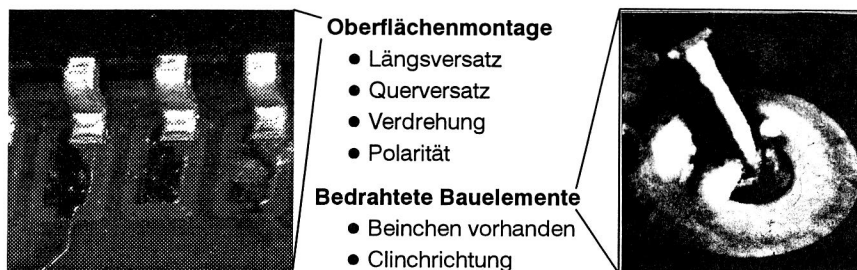 Oberflächenmontage
● Längsversatz
● Querversatz
● Verdrehung
● Polarität
Bedrahtete Bauelemente
● Beinchen vorhanden
● Clinchrichtung